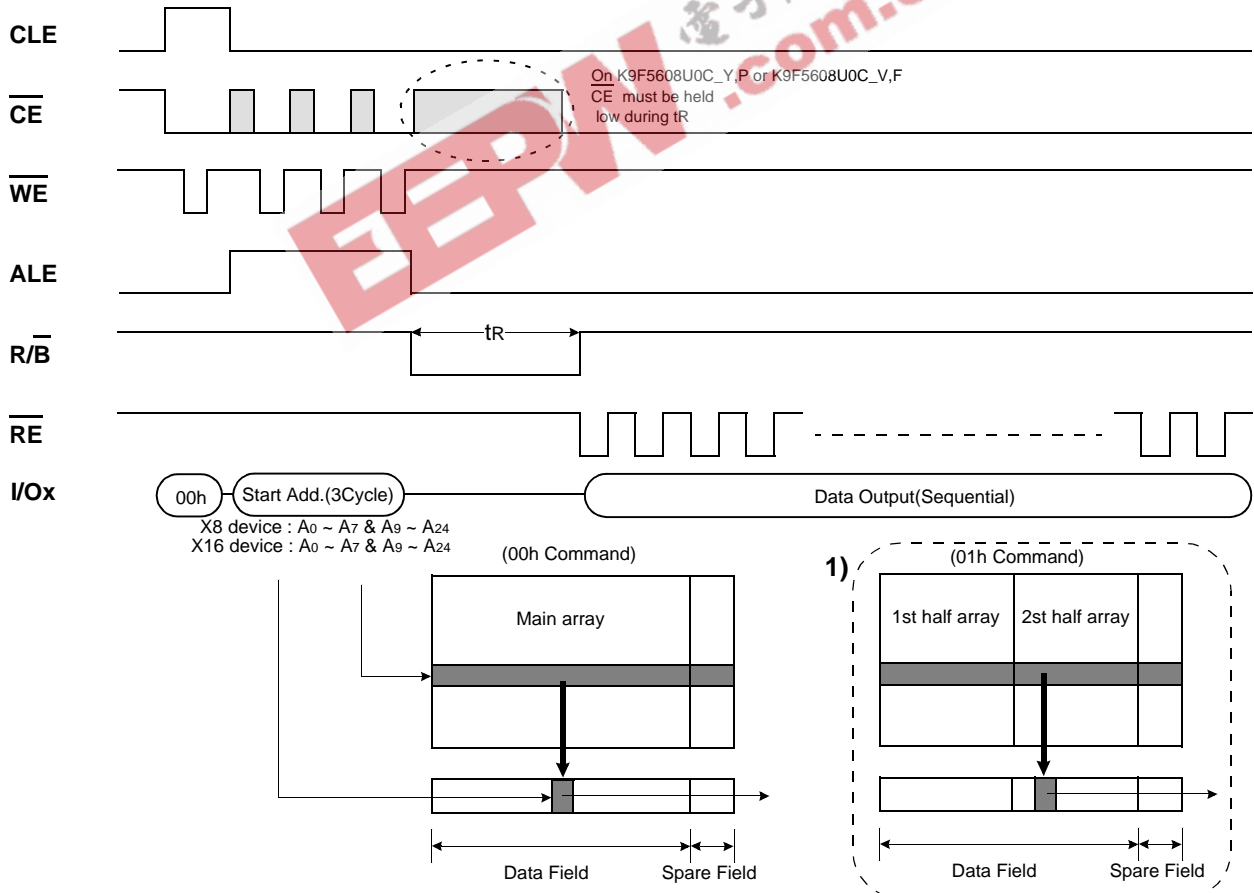 CLE
On K9F5608U0C_Y,P or K9F5608U0C_V,F
CE must be held
low during tR
CE
WE
ALE
R/B
tR
RE
I/Ox
00h
Start Add.(3Cycle)
Data Output(Sequential)
X8 device : A0 ~ A7 & A9 ~ A24
X16 device : A0 ~ A7 & A9 ~ A24
(00h Command)
Main array
Data Field
Spare Field
1)
(01h Command)
1st half array
2st half array
Data Field
Spare Field
EEPW
.com.c